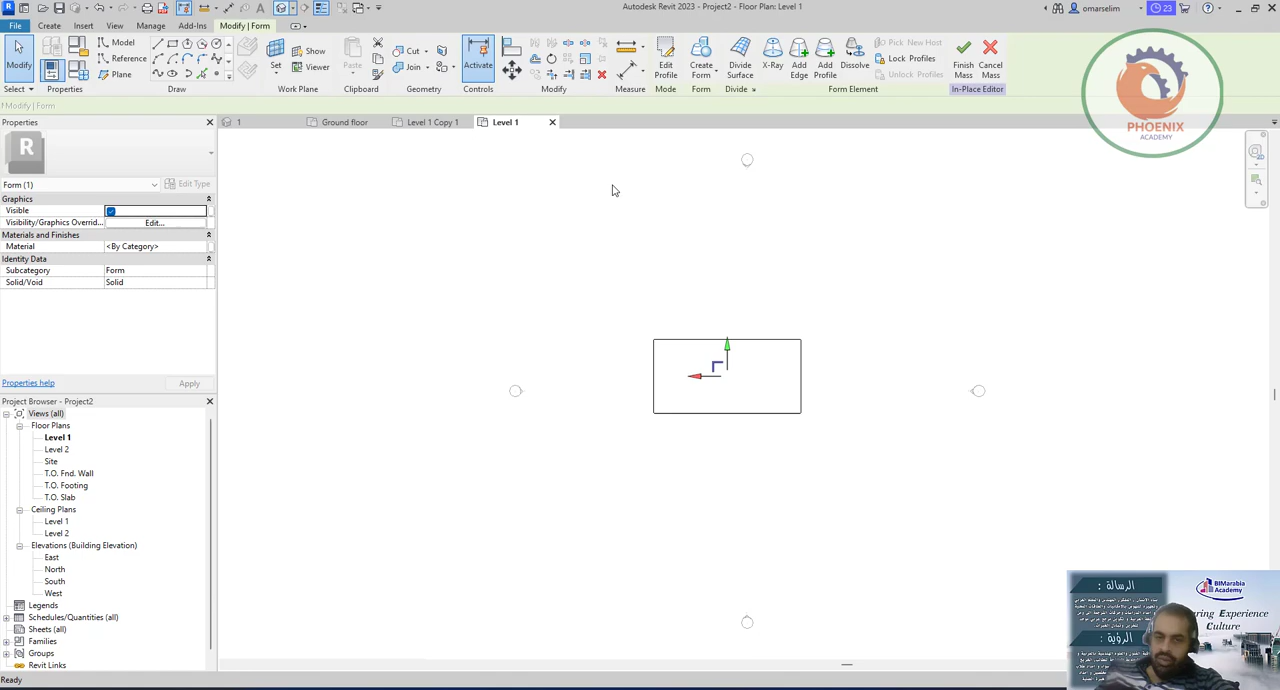 Autodesk Revit 2023 - Project2 - Floor Plan: Level 1
omarselim
23
File Create Insert View Manage Add-Ins Modify | Form
Modify
Model
Reference
Plane
Set
Show
Viewer
Paste
Cut
Join
Activate
Edit Profile
Create Form
Divide Surface
X-Ray
Add Edge
Add Profile
Dissolve
Pick New Host
Lock Profiles
Unlock Profiles
Finish Mass
Cancel Mass
Select Properties Draw Work Plane Clipboard Geometry Controls Modify Measure Mode Form Divide Form Element In-Place Editor
Modify | Form
PHOENIX
ACADEMY
Properties
1
Ground floor
Level 1 Copy 1
Level 1
R
Form (1)
Edit Type
Graphics
Visible
Visibility/Graphics Overrid... Edit...
Materials and Finishes
Material <By Category>
Identity Data
Subcategory Form
Solid/Void Solid
Properties help Apply
Project Browser - Project2
Views (all)
Floor Plans
Level 1
Level 2
Site
T.O. Fnd. Wall
T.O. Footing
T.O. Slab
Ceiling Plans
Level 1
Level 2
Elevations (Building Elevation)
East
North
South
West
Legends
Schedules/Quantities (all)
Sheets (all)
Families
Groups
Revit Links
Ready
الرسالة :
الرؤية :
BIMarabia
Academy
uring Experience
Culture